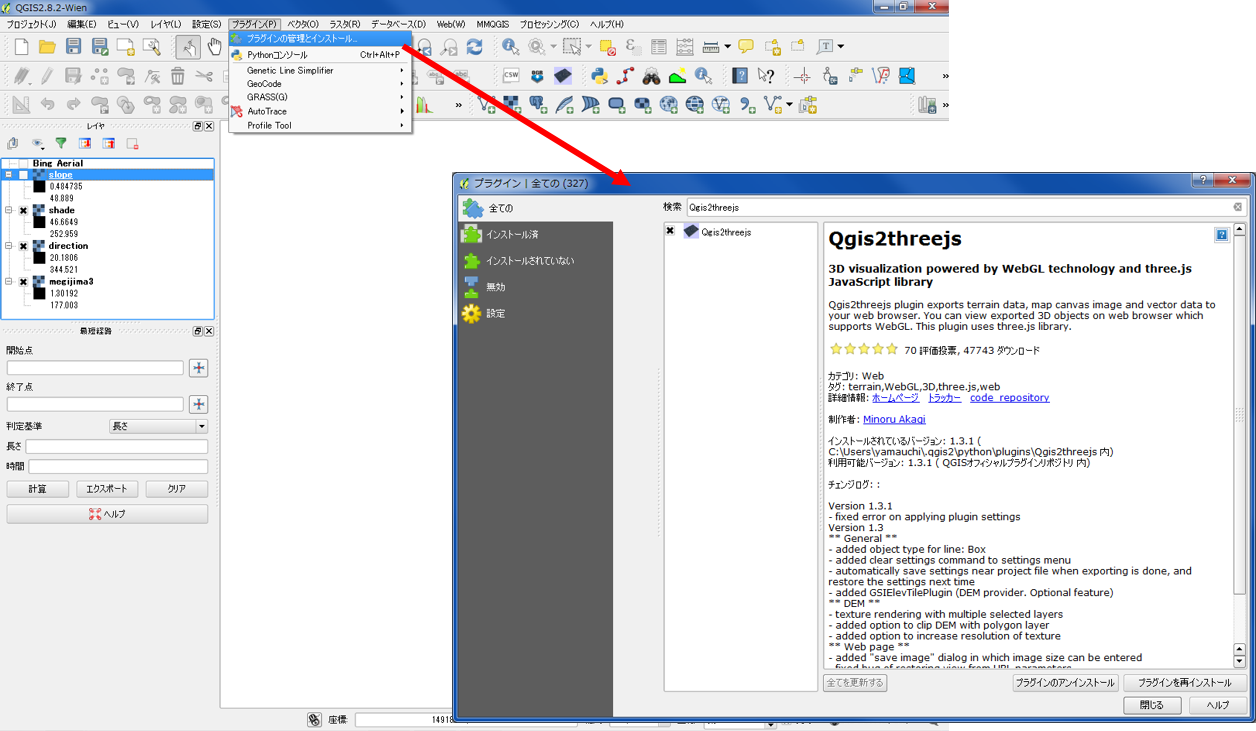 QGIS2.8.2-Wien
プロジェクト(J) 編集(E) ビュー(V) レイヤ(L) 設定(S) プラグイン(P) ベクタ(O) ラスタ(R) データベース(D) Web(W) MMQGIS プロセッシング(C) ヘルプ(H)
プラグインの管理とインストール...
Pythonコンソール Ctrl+Alt+P
Genetic Line Simplifier
GeoCode
GRASS(G)
AutoTrace
Profile Tool
CSW
レイヤ
Bing Aerial
slope
0.484735
48.889
shade
46.6649
252.959
direction
20.1806
344.521
megijima3
1.30192
177.003
最短経路
開始点
終了点
判定基準 長さ
長さ
時間
計算 エクスポート クリア
ヘルプ
座標: 14918
プラグイン | 全ての (327)
全ての
インストール済
インストールされていない
無効
設定
検索 Qgis2threejs
Qgis2threejs
Qgis2threejs
3D visualization powered by WebGL technology and three.js
JavaScript library
Qgis2threejs plugin exports terrain data, map canvas image and vector data to
your web browser. You can view exported 3D objects on web browser which
supports WebGL. This plugin uses three.js library.
70 評価投票, 47743 ダウンロード
カテゴリ: Web
タグ: terrain,WebGL,3D,three.js,web
詳細情報: ホームページ トラッカー code repository
制作者: Minoru Akagi
インストールされているバージョン: 1.3.1 (
C:\Users\yamauchi\.qgis2\python\plugins\Qgis2threejs 内)
利用可能バージョン: 1.3.1 ( QGISオフィシャルプラグインリポジトリ 内)
チェンジログ: :
Version 1.3.1
- fixed error on applying plugin settings
Version 1.3
** General **
- added object type for line: Box
- added clear settings command to settings menu
- automatically save settings near project file when exporting is done, and
restore the settings next time
- added GSIElevTilePlugin (DEM provider. Optional feature)
** DEM **
- texture rendering with multiple selected layers
- added option to clip DEM with polygon layer
- added option to increase resolution of texture
** Web page **
- added "save image" dialog in which image size can be entered
- fixed bug of restoring view from URL parameters
全てを更新する プラグインのアンインストール プラグインを再インストール
閉じる ヘルプ